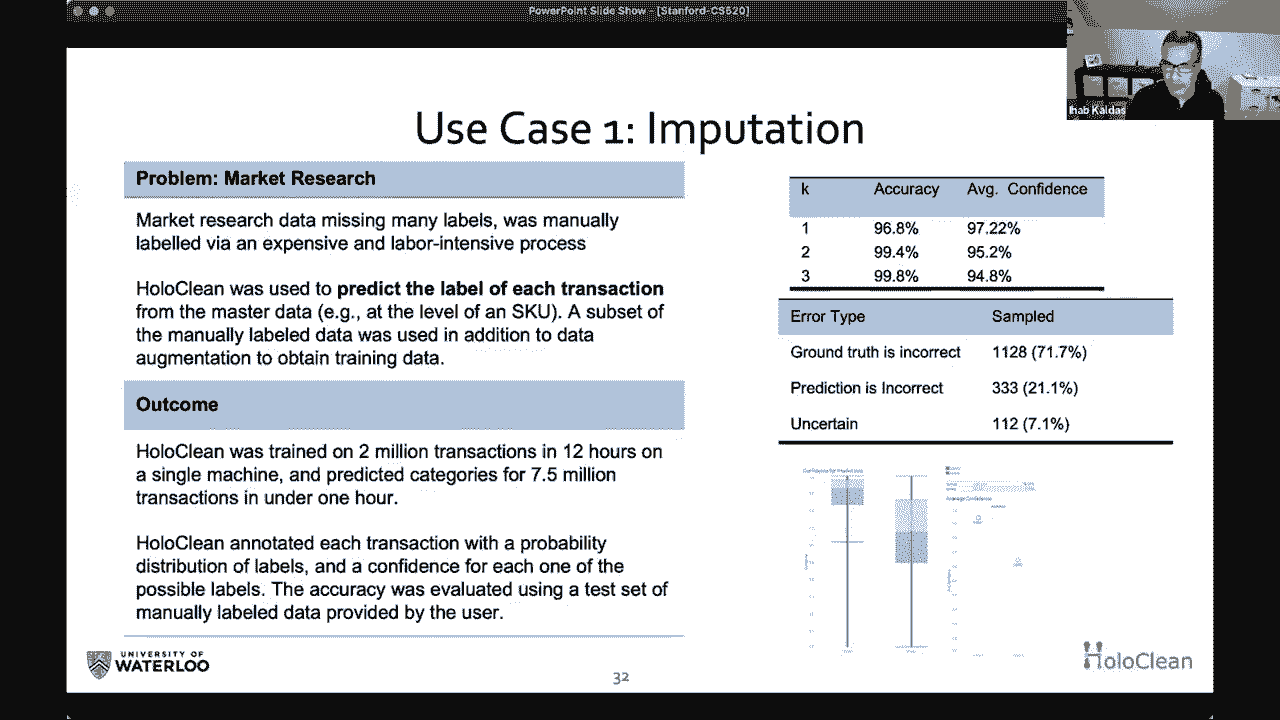 PowerPoint Slide Show - [Stanford-CS520]
Ihab Kaldas
Use Case 1: Imputation
Problem: Market Research
Market research data missing many labels, was manually
labelled via an expensive and labor-intensive process
HoloClean was used to predict the label of each transaction
from the master data (e.g., at the level of an SKU). A subset of
the manually labeled data was used in addition to data
augmentation to obtain training data.
Outcome
HoloClean was trained on 2 million transactions in 12 hours on
a single machine, and predicted categories for 7.5 million
transactions in under one hour.
HoloClean annotated each transaction with a probability
distribution of labels, and a confidence for each one of the
possible labels. The accuracy was evaluated using a test set of
manually labeled data provided by the user.
k Accuracy Avg. Confidence
1 96.8% 97.22%
2 99.4% 95.2%
3 99.8% 94.8%
Error Type Sampled
Ground truth is incorrect 1128 (71.7%)
Prediction is Incorrect 333 (21.1%)
Uncertain 112 (7.1%)
Average Confidence
UNIVERSITY OF
WATERLOO
32
HoloClean